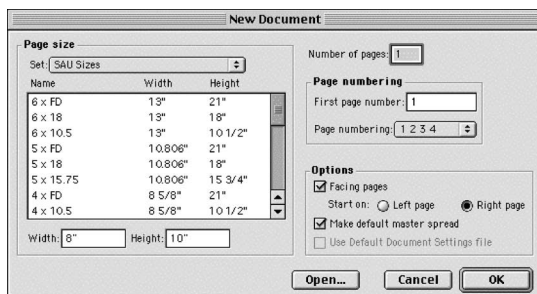 New Document
Page size
Set: SAU Sizes
Name Width Height
6 x FD 13" 21"
6 x 18 13" 18"
6 x 10.5 13" 10 1/2"
5 x FD 10.806" 21"
5 x 18 10.806" 18"
5 x 15.75 10.806" 15 3/4"
4 x FD 8 5/8" 21"
4 x 10.5 8 5/8" 10 1/2"
Width: 8" Height: 10"
Number of pages: 1
Page numbering
First page number: 1
Page numbering: 1 2 3 4
Options
Facing pages
Start on: Left page Right page
Make default master spread
Use Default Document Settings file
Open... Cancel OK